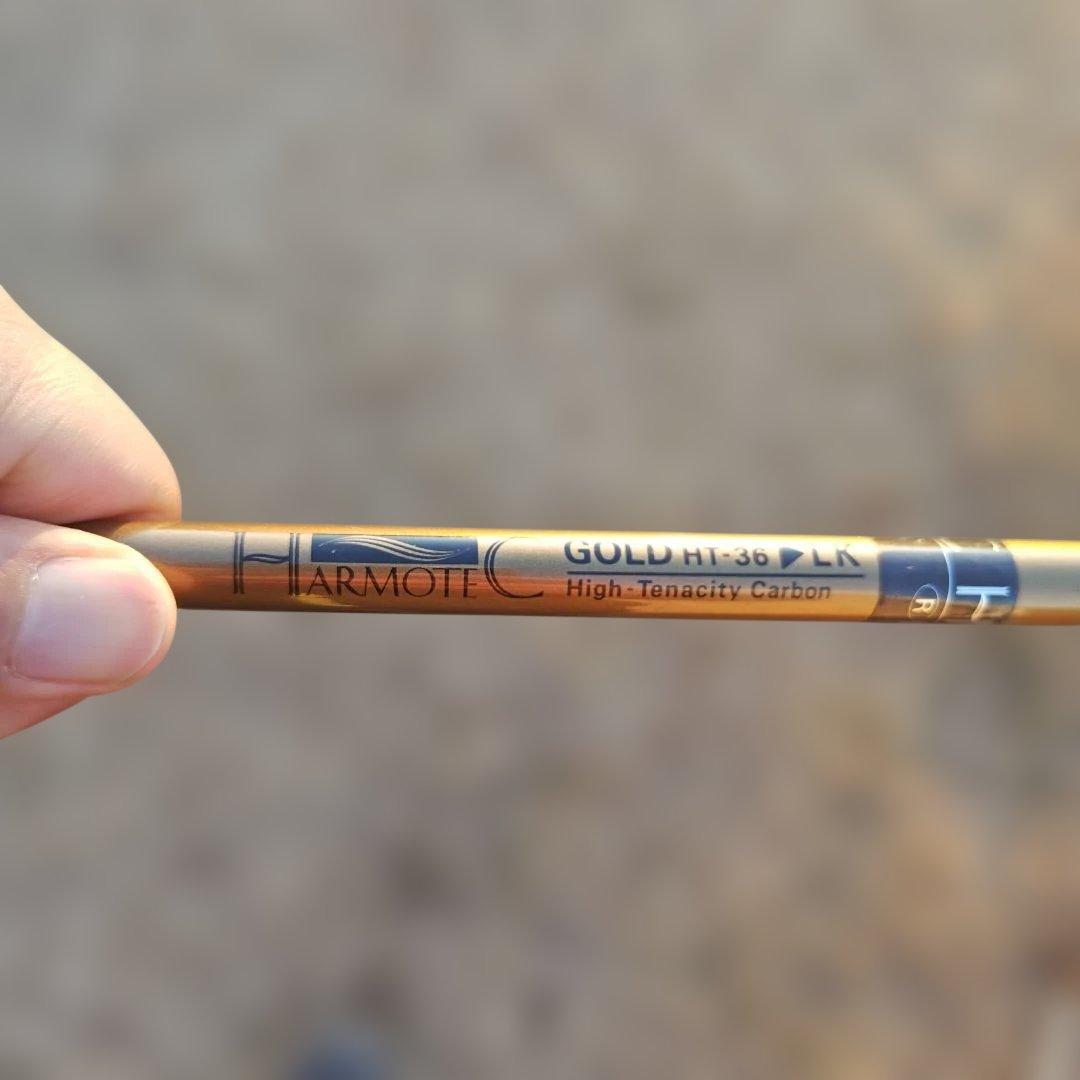 HARMOTEC
GOLD HT-36 ▶ LK
High-Tenacity Carbon
®